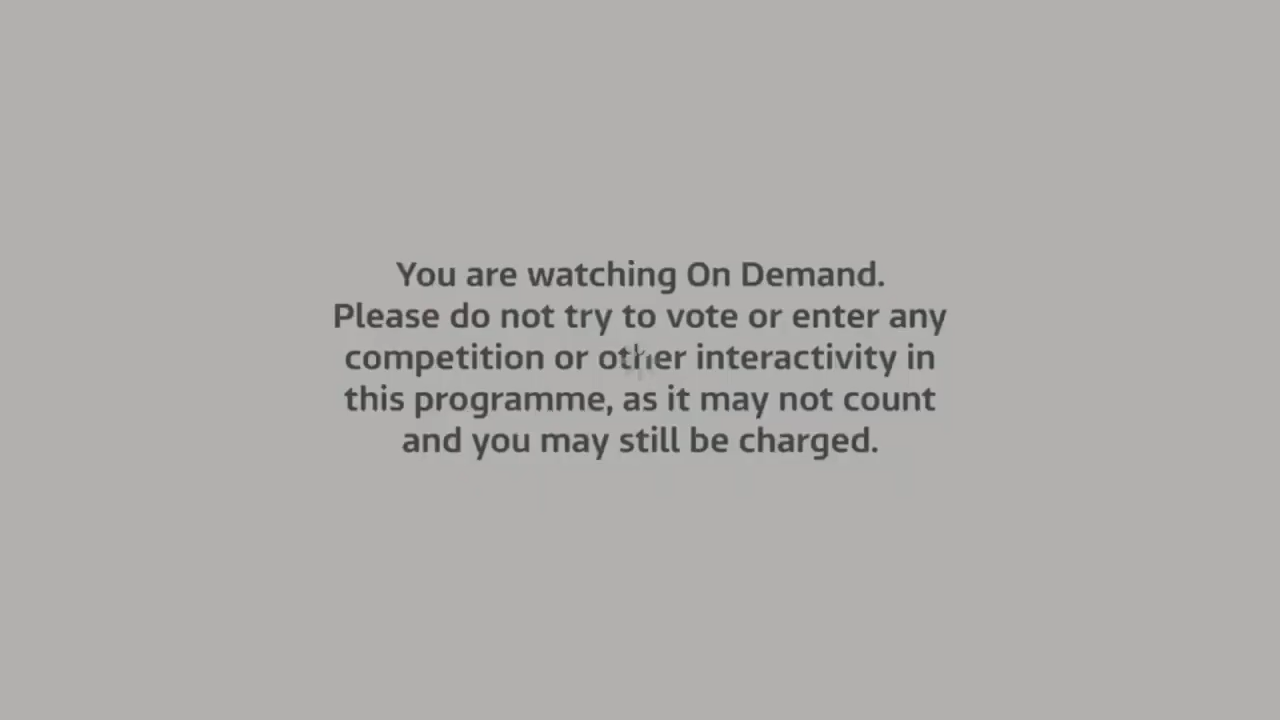 You are watching On Demand.
Please do not try to vote or enter any
competition or other interactivity in
this programme, as it may not count
and you may still be charged.